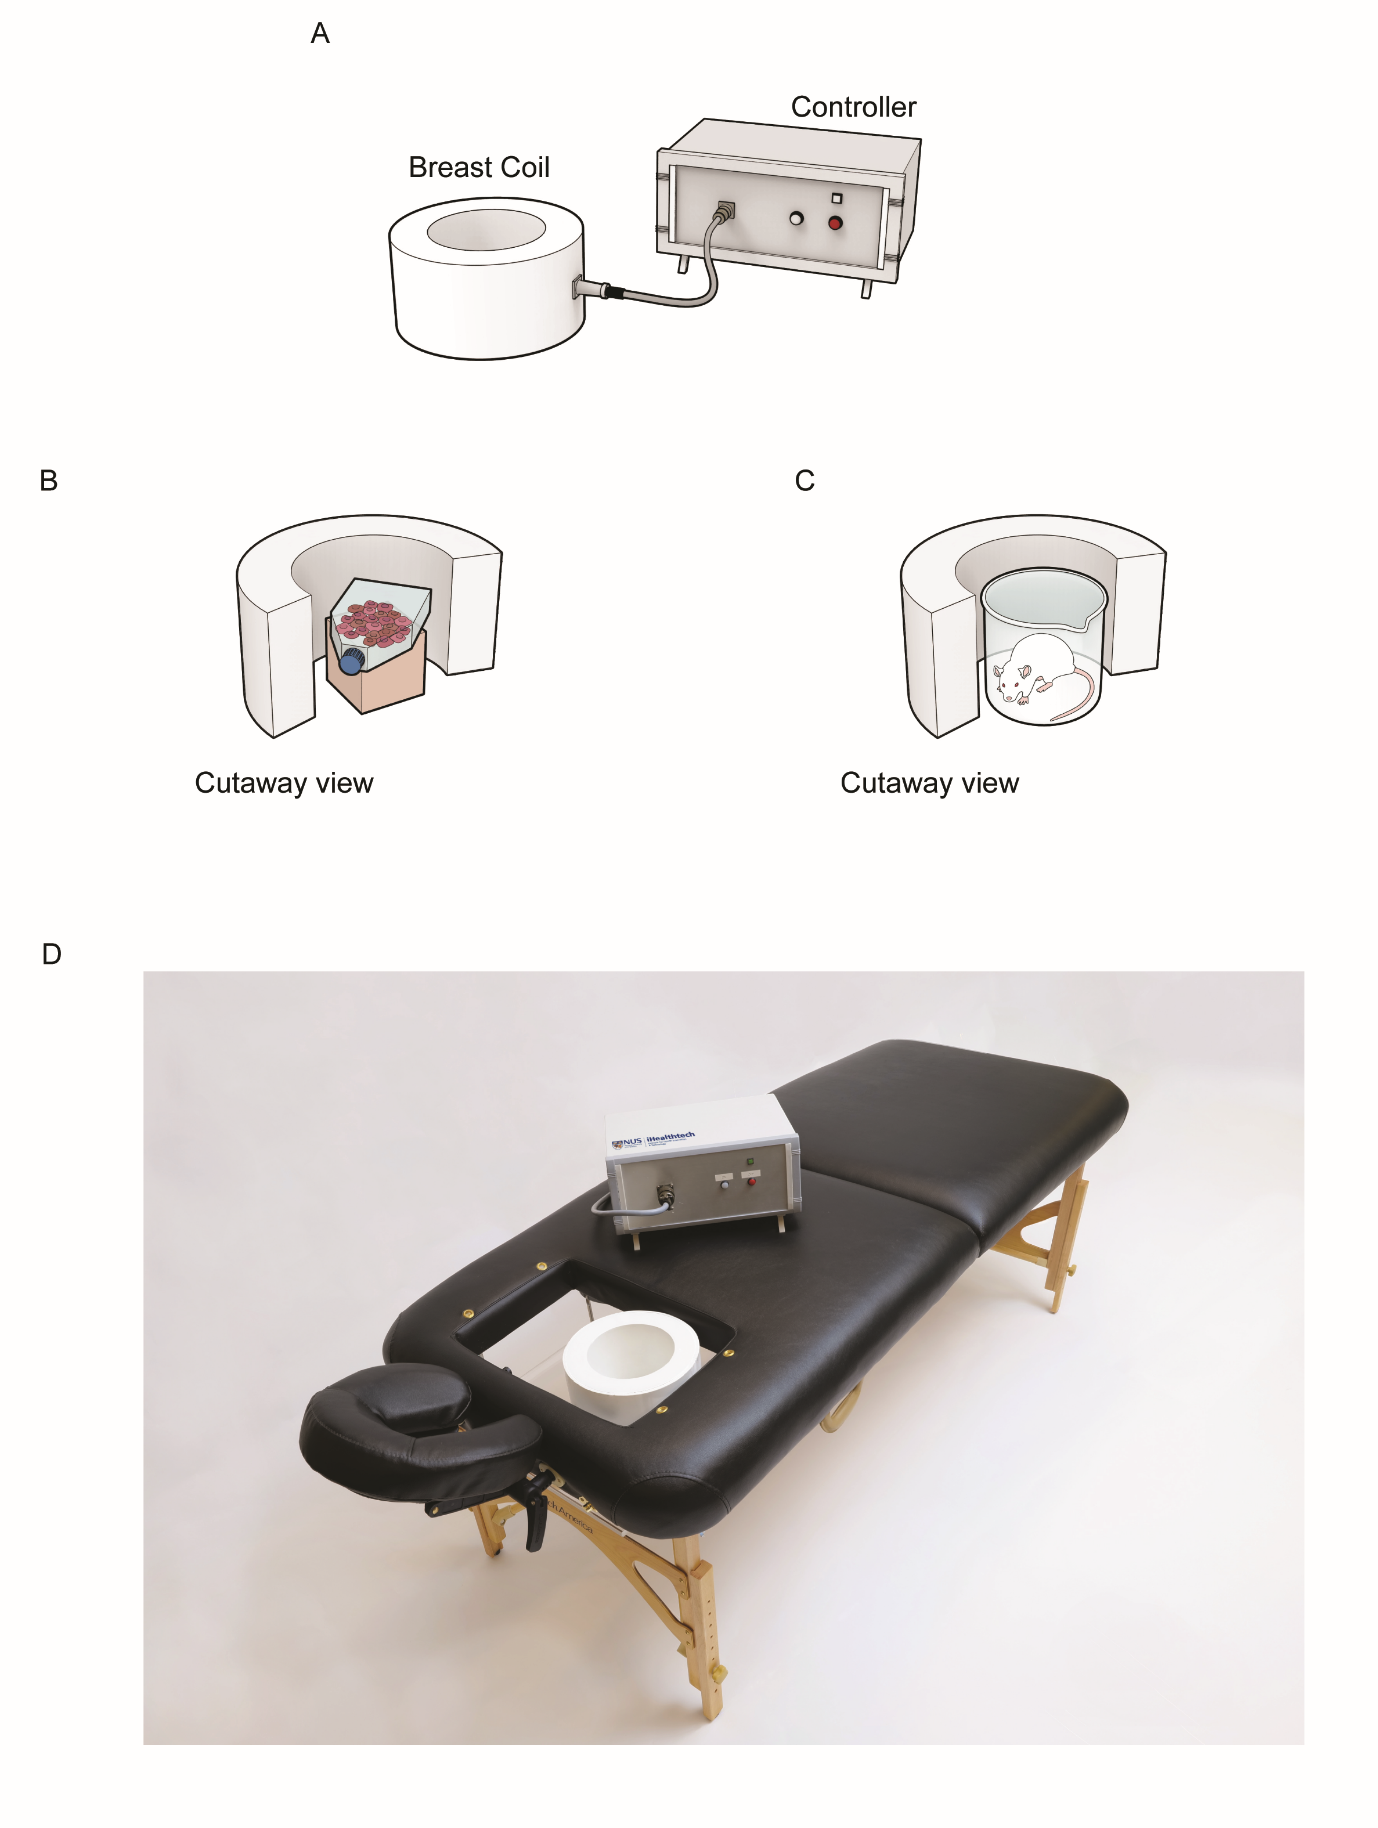 A
Controller
Breast Coil
B
C
Cutaway view
Cutaway view
D
NUS
iHealthtech